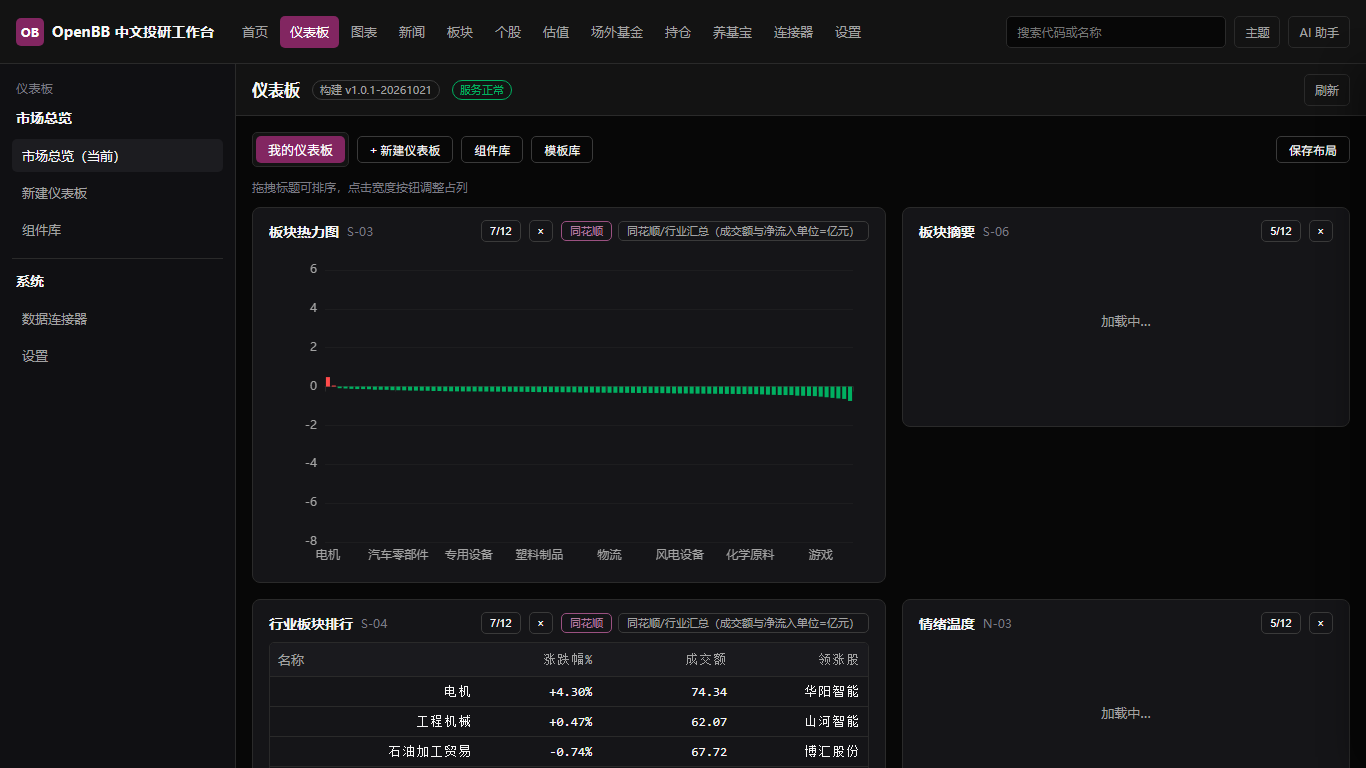 OB OpenBB 中文投研工作台 首页 仪表板 图表 新闻 板块 个股 估值 场外基金 持仓 养基宝 连接器 设置 搜索代码或名称 主题 AI 助手
仪表板
市场总览
市场总览（当前）
新建仪表板
组件库
系统
数据连接器
设置
仪表板 构建 v1.0.1-20261021 服务正常 刷新
我的仪表板 + 新建仪表板 组件库 模板库 保存布局
拖拽标题可排序，点击宽度按钮调整占列
板块热力图 S-03 7/12 × 同花顺 同花顺/行业汇总（成交额与净流入单位=亿元）
6
4
2
0
-2
-4
-6
-8
电机 汽车零部件 专用设备 塑料制品 物流 风电设备 化学原料 游戏
板块摘要 S-06 5/12 ×
加载中...
行业板块排行 S-04 7/12 × 同花顺 同花顺/行业汇总（成交额与净流入单位=亿元）
名称 涨跌幅% 成交额 领涨股
电机 +4.30% 74.34 华阳智能
工程机械 +0.47% 62.07 山河智能
石油加工贸易 -0.74% 67.72 博汇股份
情绪温度 N-03 5/12 ×
加载中...